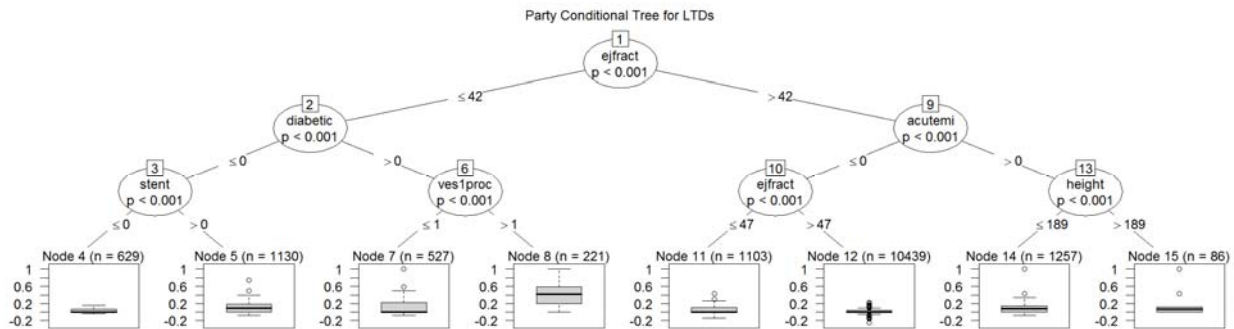 Party Conditional Tree for LTDs
1
ejfract
p < 0.001
≤ 42
> 42
2
diabetic
p < 0.001
9
acutemi
p < 0.001
≤ 0
> 0
≤ 0
> 0
3
stent
p < 0.001
6
ves1proc
p < 0.001
10
ejfract
p < 0.001
13
height
p < 0.001
≤ 0
> 0
≤ 1
> 1
≤ 47
> 47
≤ 189
> 189
Node 4 (n = 629)
Node 5 (n = 1130)
Node 7 (n = 527)
Node 8 (n = 221)
Node 11 (n = 1103)
Node 12 (n = 10439)
Node 14 (n = 1257)
Node 15 (n = 86)
1
0.6
0.2
-0.2
1
0.6
0.2
-0.2
1
0.6
0.2
-0.2
1
0.6
0.2
-0.2
1
0.6
0.2
-0.2
1
0.6
0.2
-0.2
1
0.6
0.2
-0.2
1
0.6
0.2
-0.2